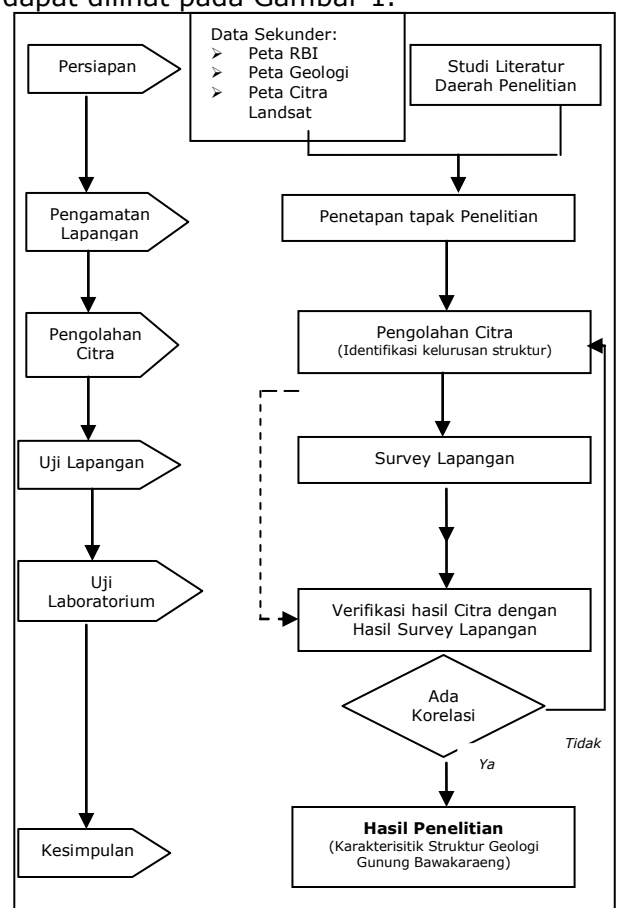 dapat dilihat pada Gambar 1.
Persiapan
Data Sekunder:
➢ Peta RBI
➢ Peta Geologi
➢ Peta Citra
Landsat
Studi Literatur
Daerah Penelitian
Pengamatan
Lapangan
Penetapan tapak Penelitian
Pengolahan
Citra
Pengolahan Citra
(Identifikasi kelurusan struktur)
Uji Lapangan
Survey Lapangan
Uji
Laboratorium
Verifikasi hasil Citra dengan
Hasil Survey Lapangan
Ada
Korelasi
Tidak
Ya
Kesimpulan
Hasil Penelitian
(Karakterisitik Struktur Geologi
Gunung Bawakaraeng)